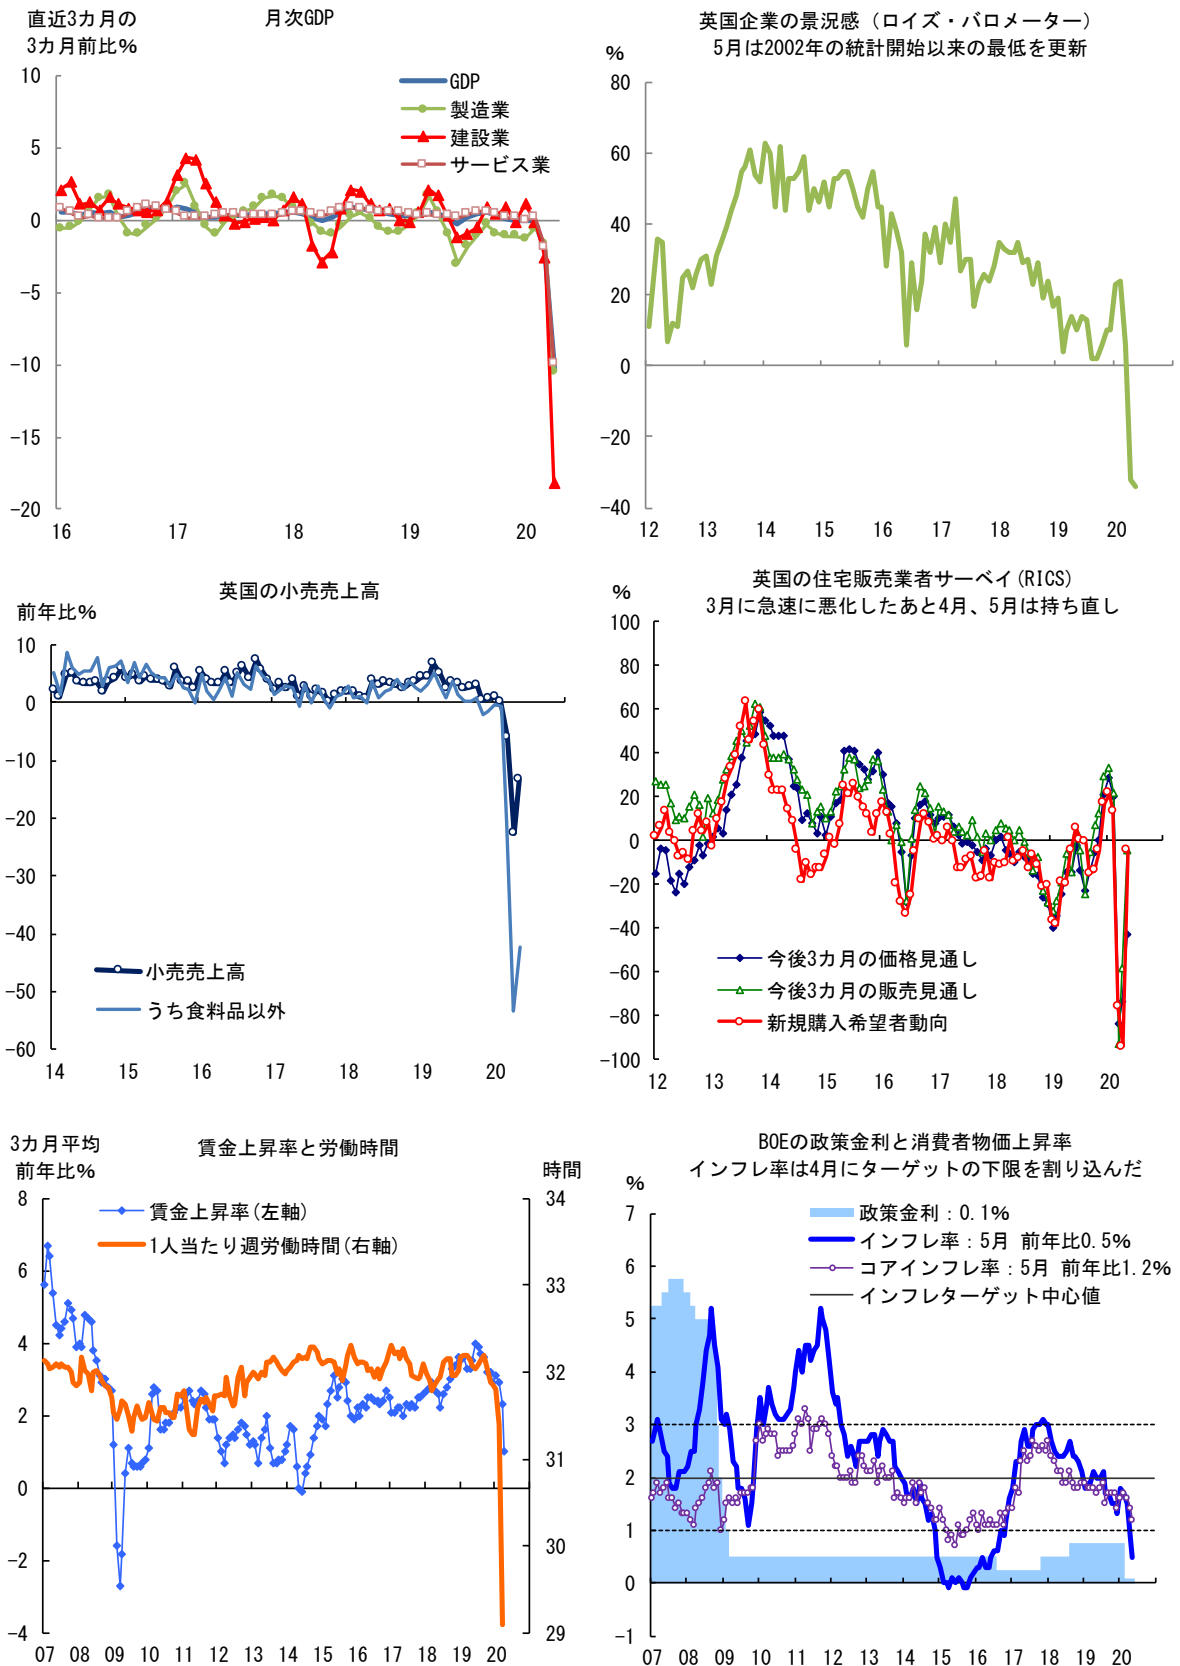 直近3カ月の
3カ月前比%
月次GDP
10
5
0
-5
-10
-15
-20
GDP
製造業
建設業
サービス業
16 17 18 19 20
英国企業の景況感（ロイズ・バロメーター）
5月は2002年の統計開始以来の最低を更新
%
80
60
40
20
0
-20
-40
12 13 14 15 16 17 18 19 20
英国の小売売上高
前年比%
10
0
-10
-20
-30
-40
-50
-60
小売売上高
うち食料品以外
14 15 16 17 18 19 20
英国の住宅販売業者サーベイ(RICS)
3月に急速に悪化したあと4月、5月は持ち直し
%
100
80
60
40
20
0
-20
-40
-60
-80
-100
今後3カ月の価格見通し
今後3カ月の販売見通し
新規購入希望者動向
12 13 14 15 16 17 18 19 20
3カ月平均
前年比%
賃金上昇率と労働時間
時間
8
6
4
2
0
-2
-4
賃金上昇率(左軸)
1人当たり週労働時間(右軸)
34
33
32
31
30
29
07 08 09 10 11 12 13 14 15 16 17 18 19 20
BOEの政策金利と消費者物価上昇率
インフレ率は4月にターゲットの下限を割り込んだ
%
7
6
5
4
3
2
1
0
-1
政策金利：0.1%
インフレ率：5月 前年比0.5%
コアインフレ率：5月 前年比1.2%
インフレターゲット中心値
07 08 09 10 11 12 13 14 15 16 17 18 19 20